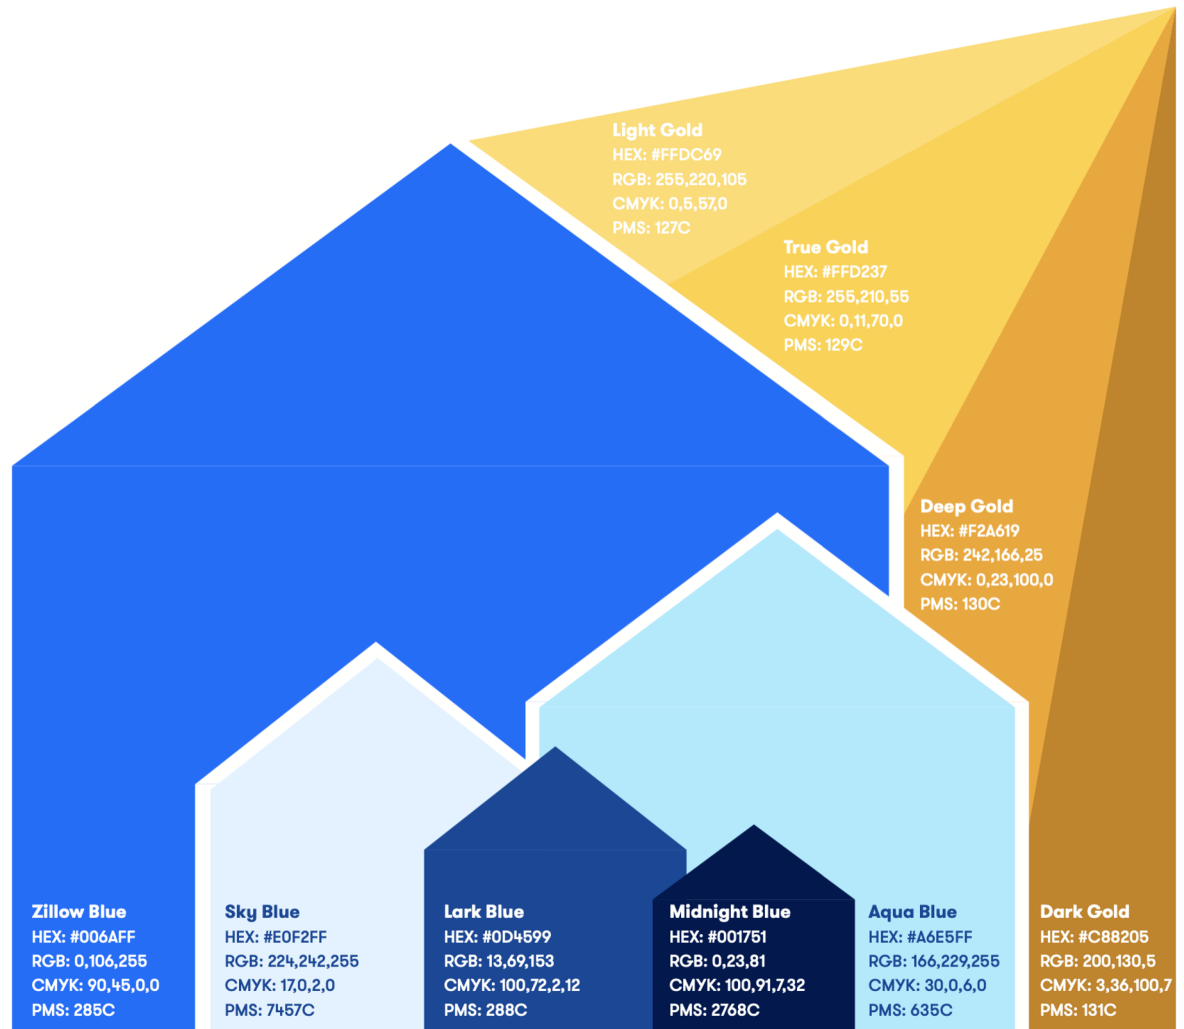 Light Gold
HEX: #FFDC69
RGB: 255,220,105
CMYK: 0,5,57,0
PMS: 127C
True Gold
HEX: #FFD237
RGB: 255,210,55
CMYK: 0,11,70,0
PMS: 129C
Deep Gold
HEX: #F2A619
RGB: 242,166,25
CMYK: 0,23,100,0
PMS: 130C
Zillow Blue
HEX: #006AFF
RGB: 0,106,255
CMYK: 90,45,0,0
PMS: 285C
Sky Blue
HEX: #E0F2FF
RGB: 224,242,255
CMYK: 17,0,2,0
PMS: 7457C
Lark Blue
HEX: #0D4599
RGB: 13,69,153
CMYK: 100,72,2,12
PMS: 288C
Midnight Blue
HEX: #001751
RGB: 0,23,81
CMYK: 100,91,7,32
PMS: 2768C
Aqua Blue
HEX: #A6E5FF
RGB: 166,229,255
CMYK: 30,0,6,0
PMS: 635C
Dark Gold
HEX: #C88205
RGB: 200,130,5
CMYK: 3,36,100,7
PMS: 131C